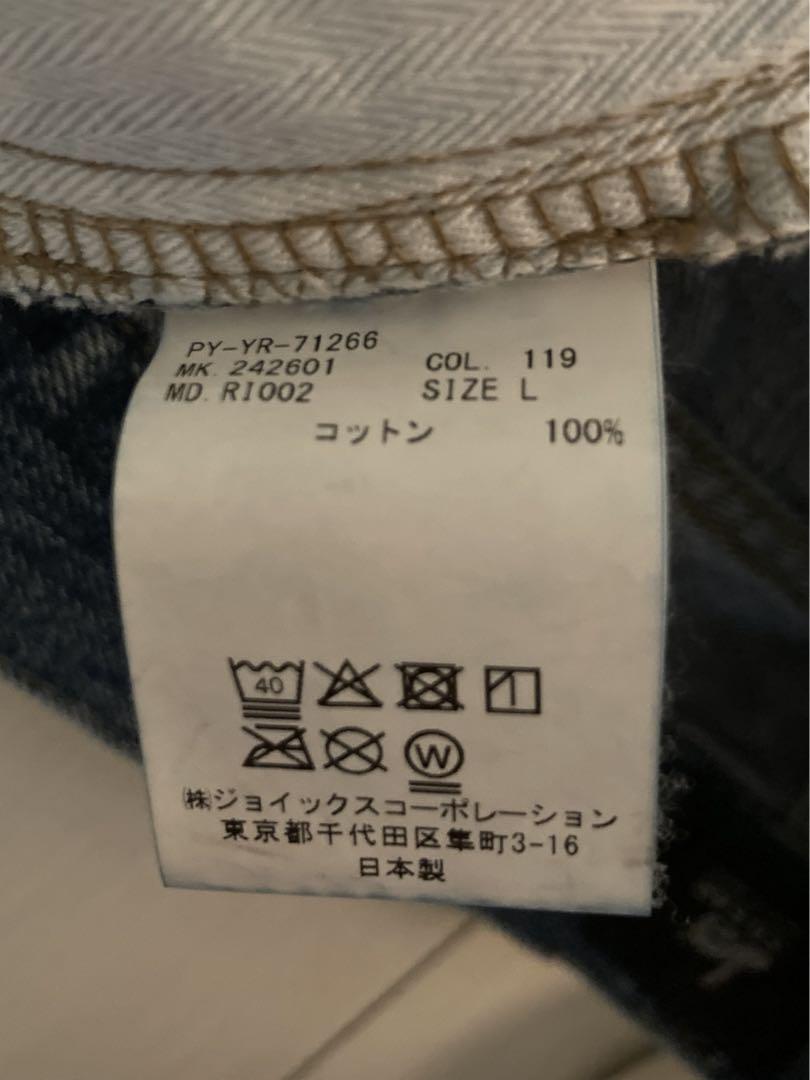 PY-YR-71266
MK. 242601 COL. 119
MD. RI002 SIZE L
コットン 100%
40
W
㈱ジョイックスコーポレーション
東京都千代田区隼町3-16
日本製